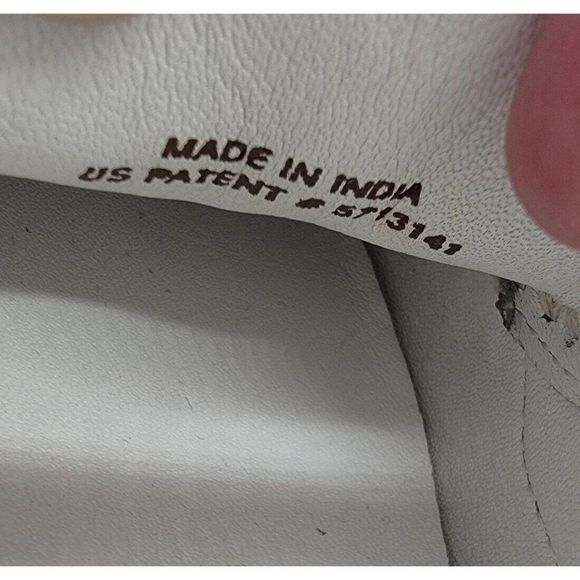 MADE IN INDIA
US PATENT # 5713141